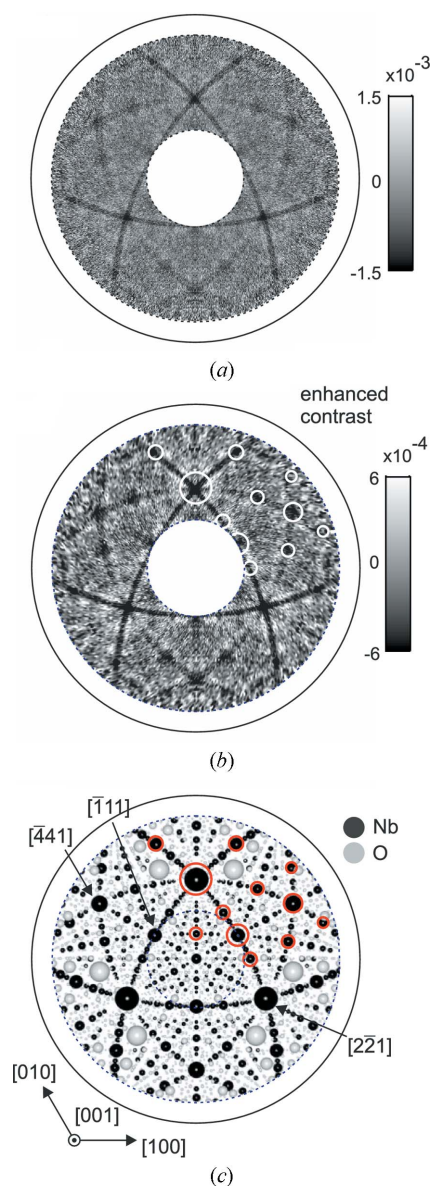 x10⁻³
1.5
0
-1.5
(a)
enhanced
contrast
x10⁻⁴
6
0
-6
(b)
[1̅11]
[4̅41]
Nb
O
[22̅1]
[010]
[001]
[100]
(c)